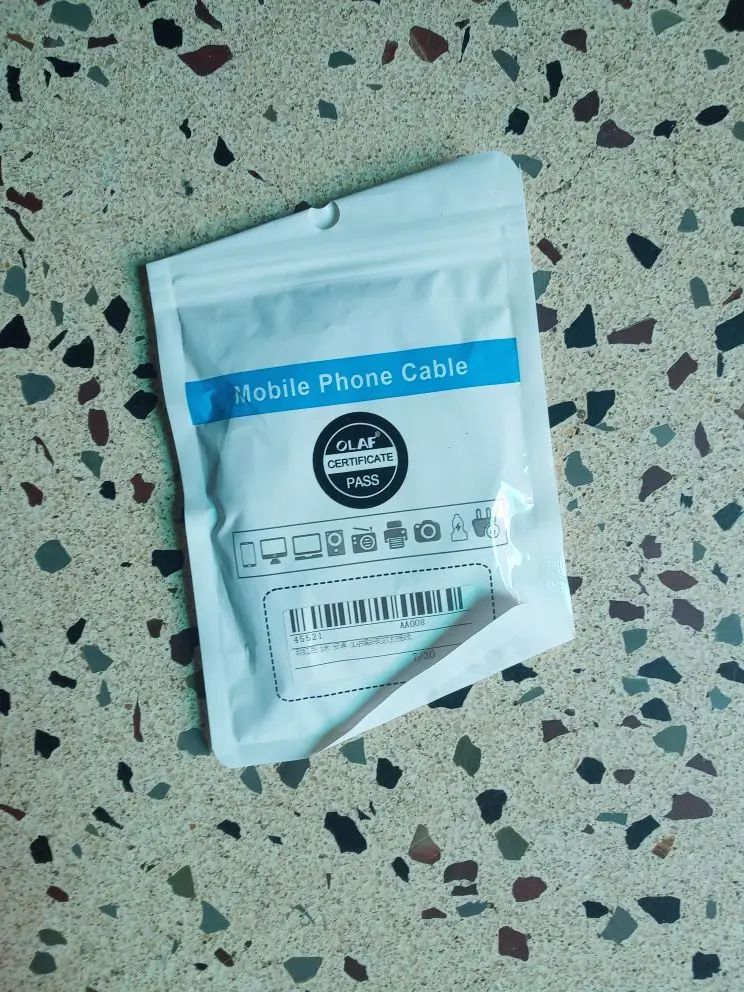 Mobile Phone Cable
OLAF®
CERTIFICATE
PASS
45521
AA008
7/30